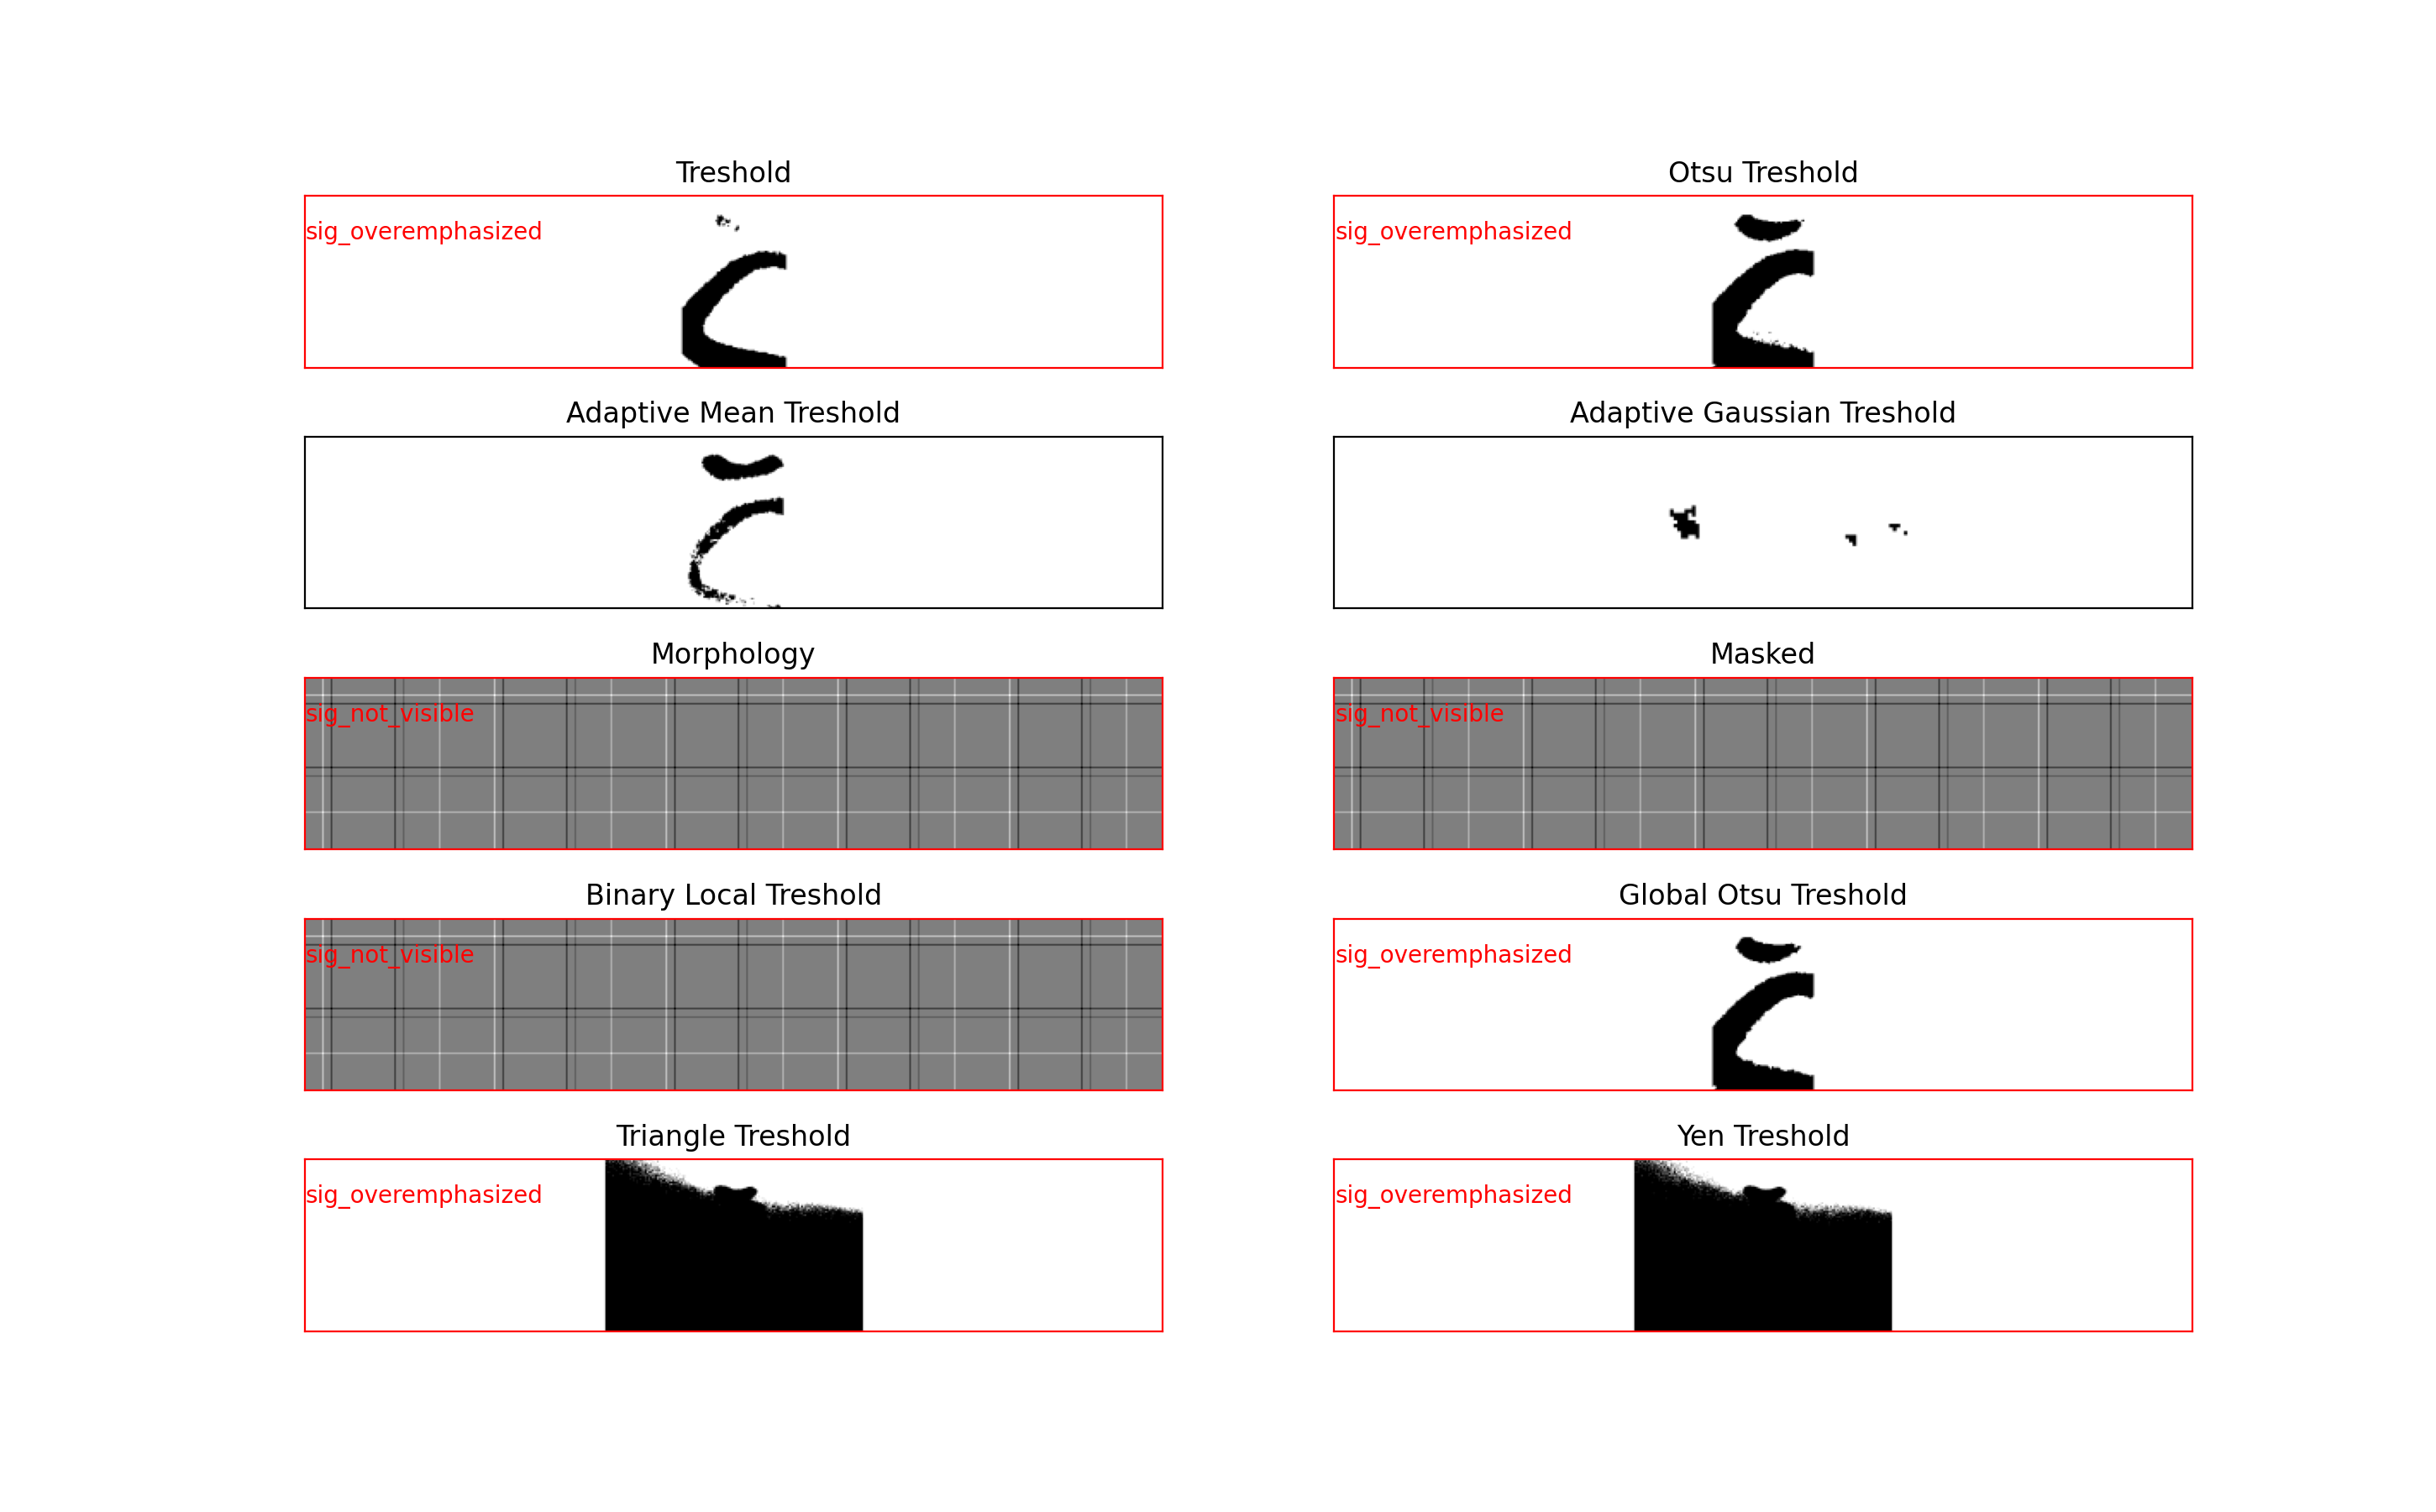 Treshold
sig_overemphasized
Otsu Treshold
sig_overemphasized
Adaptive Mean Treshold
Adaptive Gaussian Treshold
Morphology
sig_not_visible
Masked
sig_not_visible
Binary Local Treshold
sig_not_visible
Global Otsu Treshold
sig_overemphasized
Triangle Treshold
sig_overemphasized
Yen Treshold
sig_overemphasized